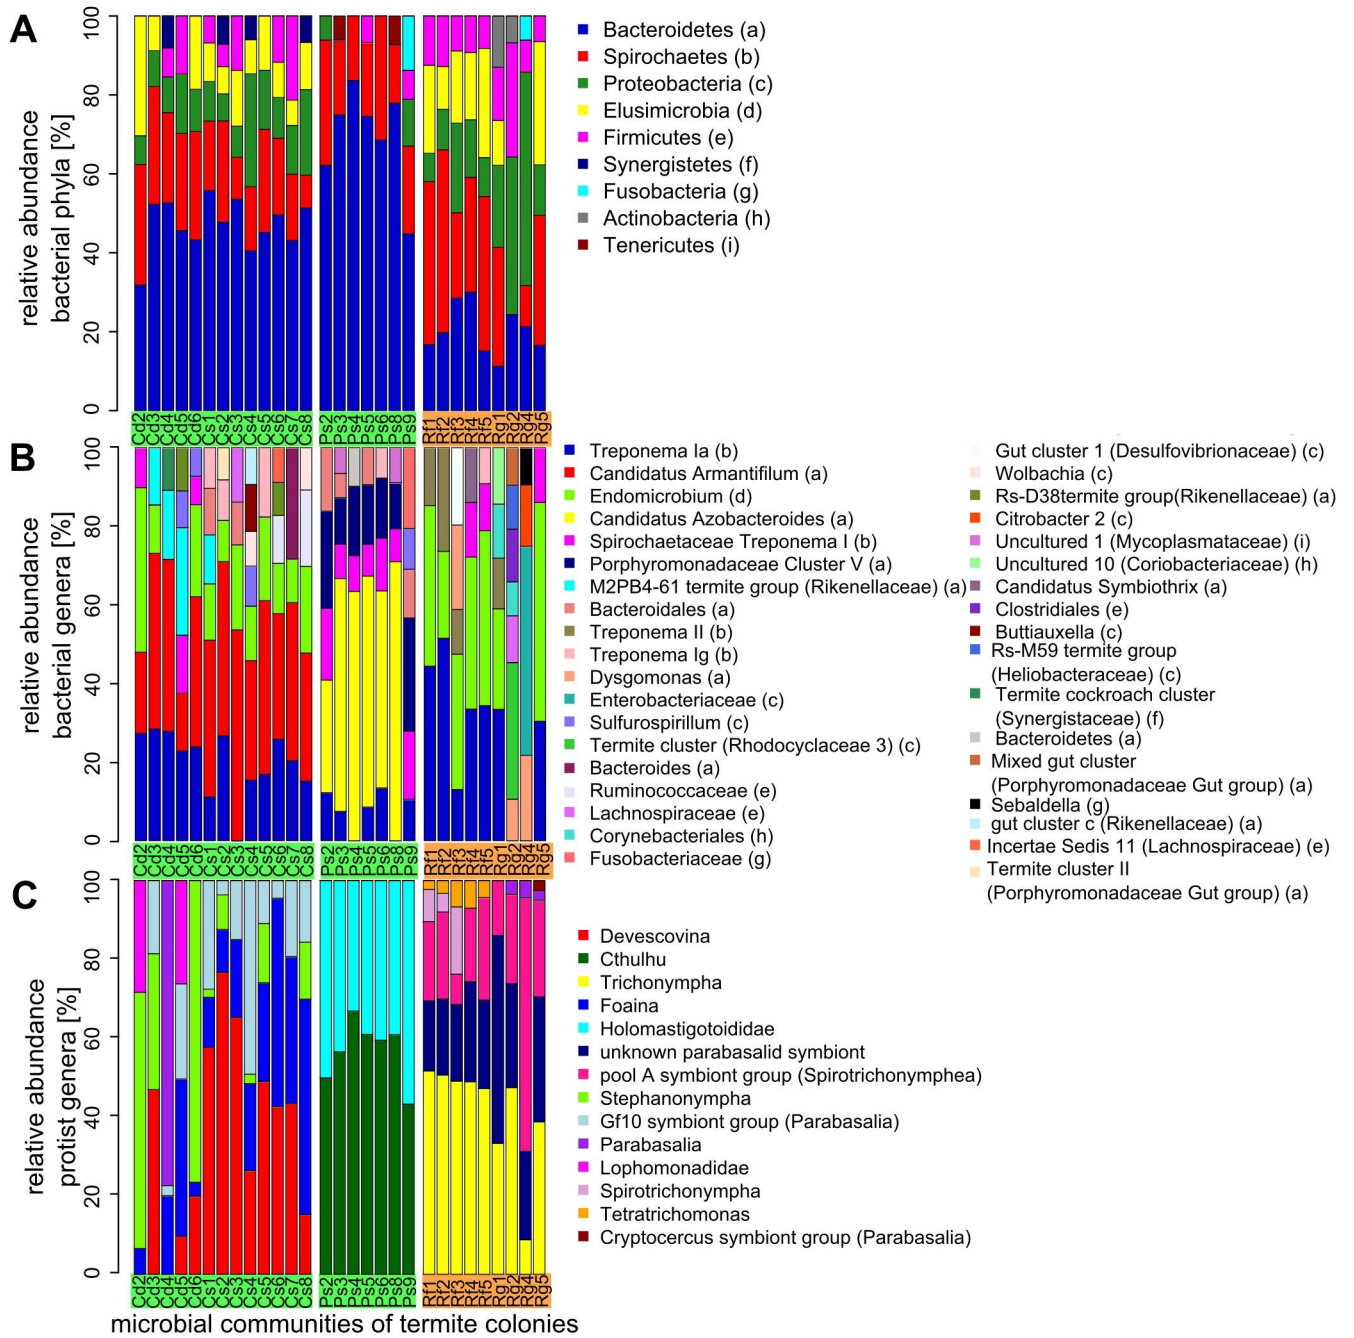 A
relative abundance
bacterial phyla [%]
100
80
60
40
20
0
Cd2 Cd3 Cd4 Cd5 Cd6 Cs1 Cs2 Cs3 Cs4 Cs5 Cs6 Cs7 Cs8 Ps2 Ps3 Ps4 Ps5 Ps6 Ps8 Ps9 Rf1 Rf2 Rf3 Rf4 Rf5 Rg1 Rg2 Rg4 Rg5
Bacteroidetes (a)
Spirochaetes (b)
Proteobacteria (c)
Elusimicrobia (d)
Firmicutes (e)
Synergistetes (f)
Fusobacteria (g)
Actinobacteria (h)
Tenericutes (i)
B
relative abundance
bacterial genera [%]
100
80
60
40
20
0
Cd2 Cd3 Cd4 Cd5 Cd6 Cs1 Cs2 Cs3 Cs4 Cs5 Cs6 Cs7 Cs8 Ps2 Ps3 Ps4 Ps5 Ps6 Ps8 Ps9 Rf1 Rf2 Rf3 Rf4 Rf5 Rg1 Rg2 Rg4 Rg5
Treponema Ia (b)
Candidatus Armantifilum (a)
Endomicrobium (d)
Candidatus Azobacteroides (a)
Spirochaetaceae Treponema I (b)
Porphyromonadaceae Cluster V (a)
M2PB4-61 termite group (Rikenellaceae) (a)
Bacteroidales (a)
Treponema II (b)
Treponema Ig (b)
Dysgomonas (a)
Enterobacteriaceae (c)
Sulfurospirillum (c)
Termite cluster (Rhodocyclaceae 3) (c)
Bacteroides (a)
Ruminococcaceae (e)
Lachnospiraceae (e)
Corynebacteriales (h)
Fusobacteriaceae (g)
Gut cluster 1 (Desulfovibrionaceae) (c)
Wolbachia (c)
Rs-D38termite group(Rikenellaceae) (a)
Citrobacter 2 (c)
Uncultured 1 (Mycoplasmataceae) (i)
Uncultured 10 (Coriobacteriaceae) (h)
Candidatus Symbiothrix (a)
Clostridiales (e)
Buttiauxella (c)
Rs-M59 termite group
(Heliobacteraceae) (c)
Termite cockroach cluster
(Synergistaceae) (f)
Bacteroidetes (a)
Mixed gut cluster
(Porphyromonadaceae Gut group) (a)
Sebaldella (g)
gut cluster c (Rikenellaceae) (a)
Incertae Sedis 11 (Lachnospiraceae) (e)
Termite cluster II
(Porphyromonadaceae Gut group) (a)
C
relative abundance
protist genera [%]
100
80
60
40
20
0
Cd2 Cd3 Cd4 Cd5 Cd6 Cs1 Cs2 Cs3 Cs4 Cs5 Cs6 Cs7 Cs8 Ps2 Ps3 Ps4 Ps5 Ps6 Ps8 Ps9 Rf1 Rf2 Rf3 Rf4 Rf5 Rg1 Rg2 Rg4 Rg5
Devescovina
Cthulhu
Trichonympha
Foaina
Holomastigotoididae
unknown parabasalid symbiont
pool A symbiont group (Spirotrichonymphea)
Stephanonympha
Gf10 symbiont group (Parabasalia)
Parabasalia
Lophomonadidae
Spirotrichonympha
Tetratrichomonas
Cryptocercus symbiont group (Parabasalia)
microbial communities of termite colonies